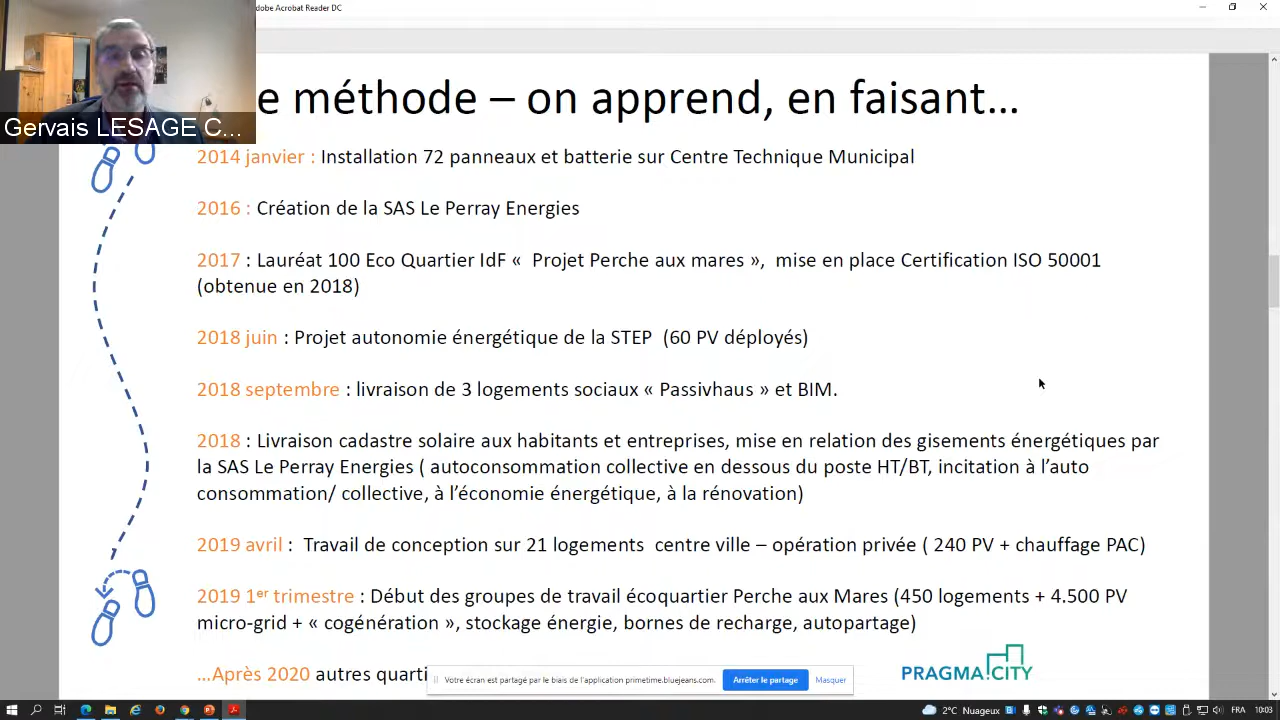 dobe Acrobat Reader DC
Gervais LESAGE C...
e méthode – on apprend, en faisant…
2014 janvier : Installation 72 panneaux et batterie sur Centre Technique Municipal
2016 : Création de la SAS Le Perray Energies
2017 : Lauréat 100 Eco Quartier IdF « Projet Perche aux mares », mise en place Certification ISO 50001
(obtenue en 2018)
2018 juin : Projet autonomie énergétique de la STEP (60 PV déployés)
2018 septembre : livraison de 3 logements sociaux « Passivhaus » et BIM.
2018 : Livraison cadastre solaire aux habitants et entreprises, mise en relation des gisements énergétiques par
la SAS Le Perray Energies ( autoconsommation collective en dessous du poste HT/BT, incitation à l’auto
consommation/ collective, à l’économie énergétique, à la rénovation)
2019 avril : Travail de conception sur 21 logements centre ville – opération privée ( 240 PV + chauffage PAC)
2019 1er trimestre : Début des groupes de travail écoquartier Perche aux Mares (450 logements + 4.500 PV
micro-grid + « cogénération », stockage énergie, bornes de recharge, autopartage)
PRAGMA CITY
...Après 2020 autres quarti
Votre écran est partagé par le biais de l'application primetime.bluejeans.com.
Arrêter le partage
Masquer
2°C Nuageux
FRA
10:03